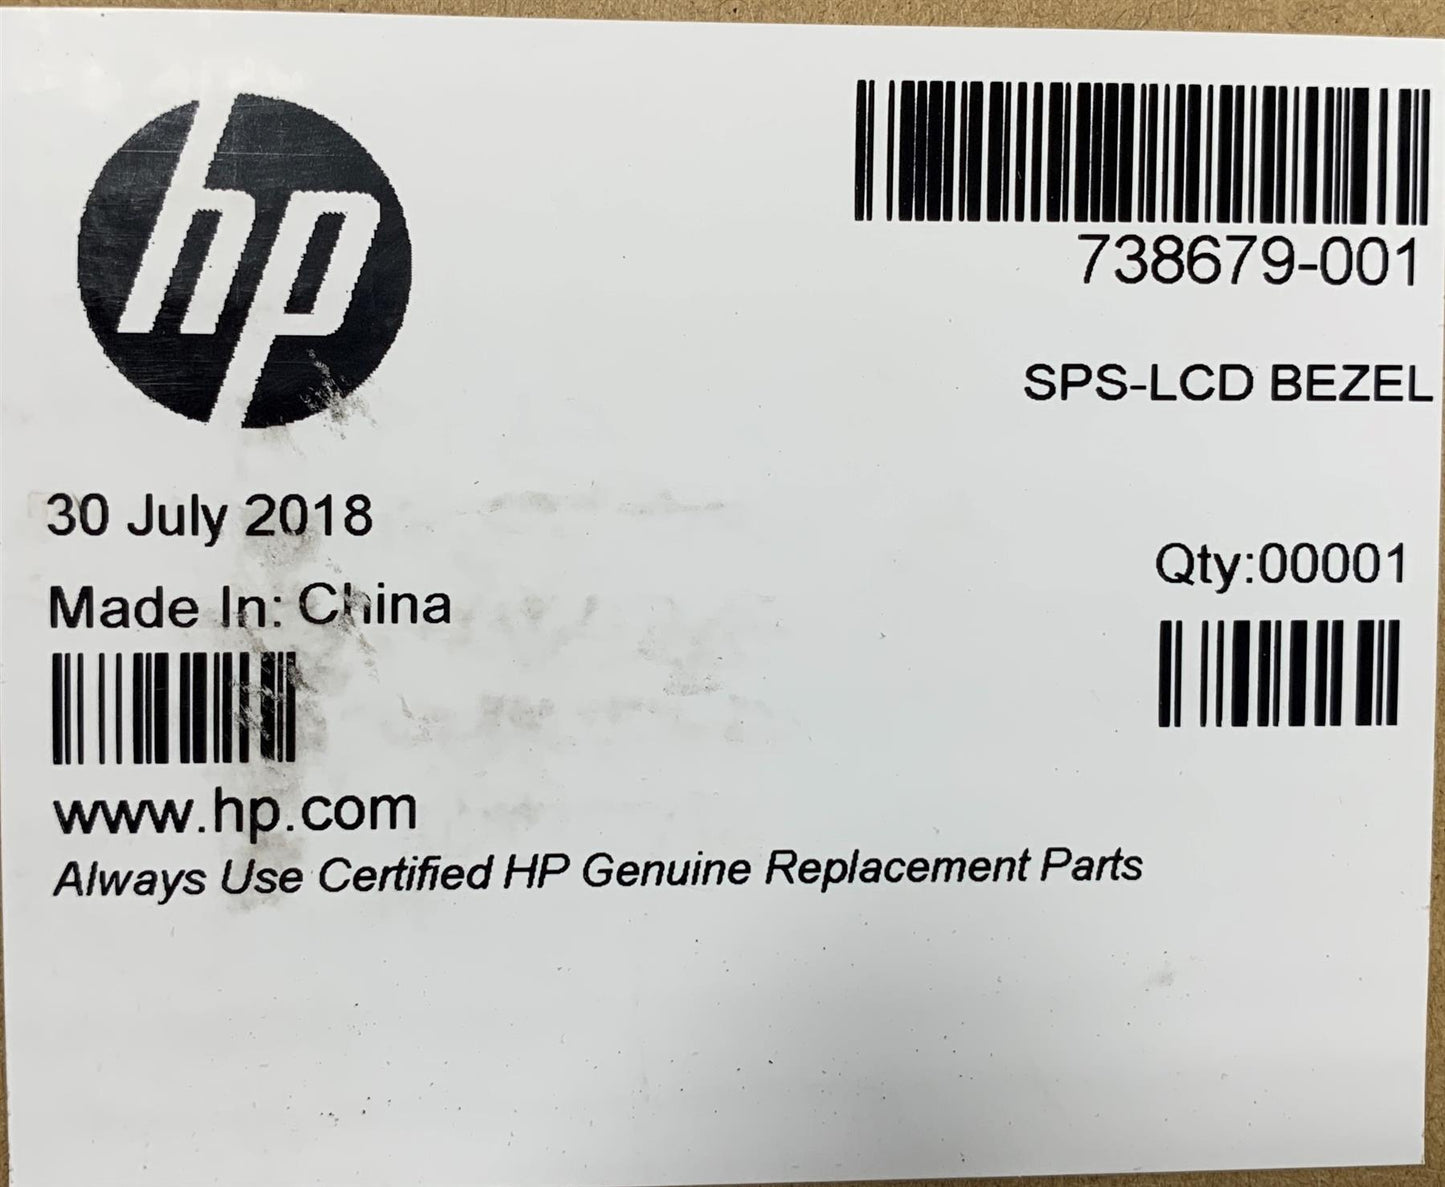 hp
738679-001
SPS-LCD BEZEL
30 July 2018
Qty:00001
Made In: China
www.hp.com
Always Use Certified HP Genuine Replacement Parts